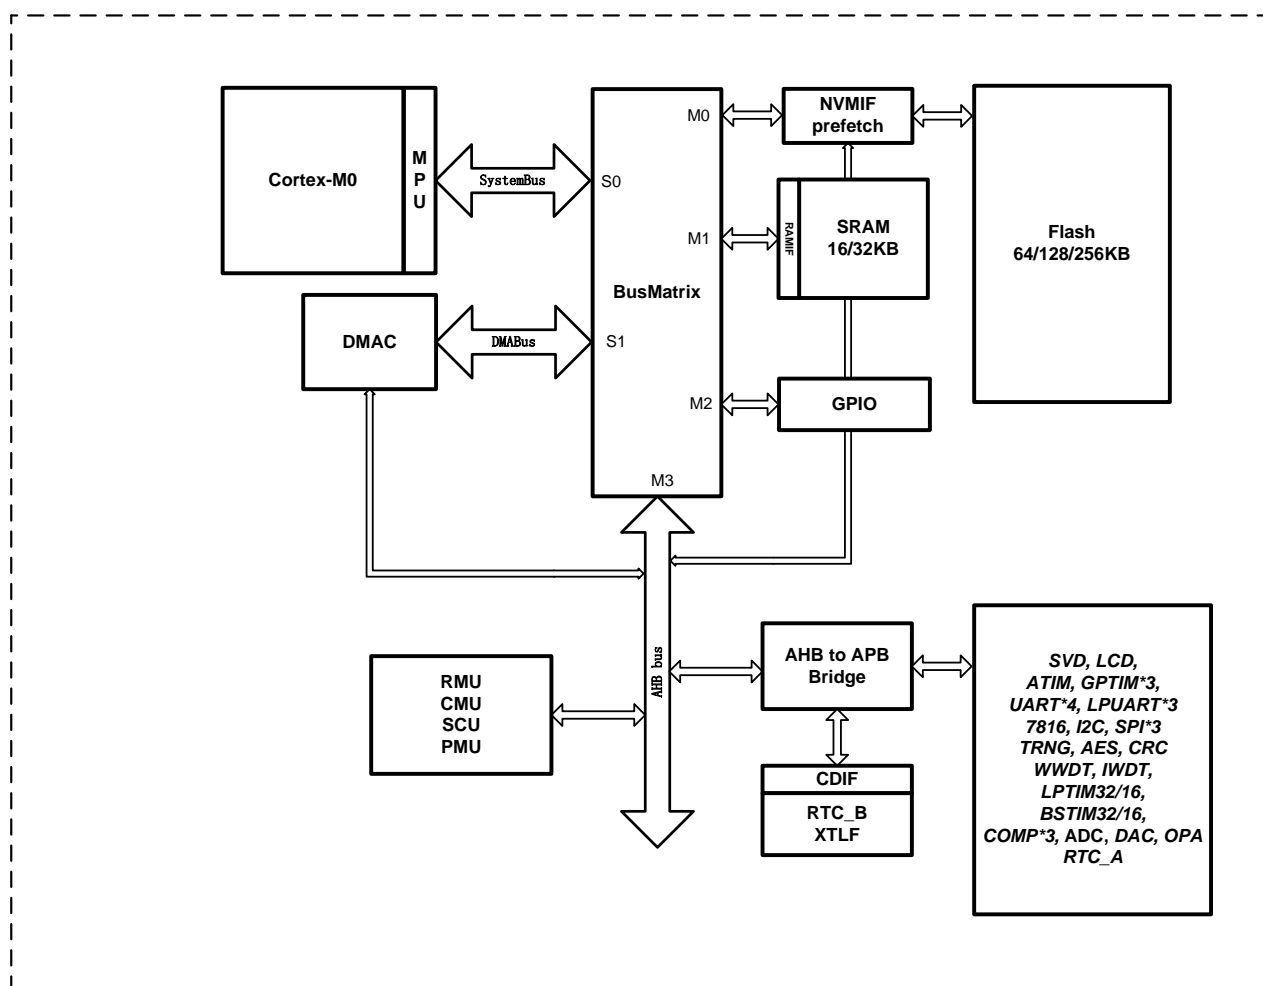 Cortex-M0
M
P
U
SystemBus
S0
DMAC
DMABus
S1
BusMatrix
M0
M1
M2
M3
NVMIF
prefetch
RAMIF
SRAM
16/32KB
GPIO
Flash
64/128/256KB
AHB bus
RMU
CMU
SCU
PMU
AHB to APB
Bridge
CDIF
RTC_B
XTLF
SVD, LCD,
ATIM, GPTIM*3,
UART*4, LPUART*3
7816, I2C, SPI*3
TRNG, AES, CRC
WWDT, IWDT,
LPTIM32/16,
BSTIM32/16,
COMP*3, ADC, DAC, OPA
RTC_A